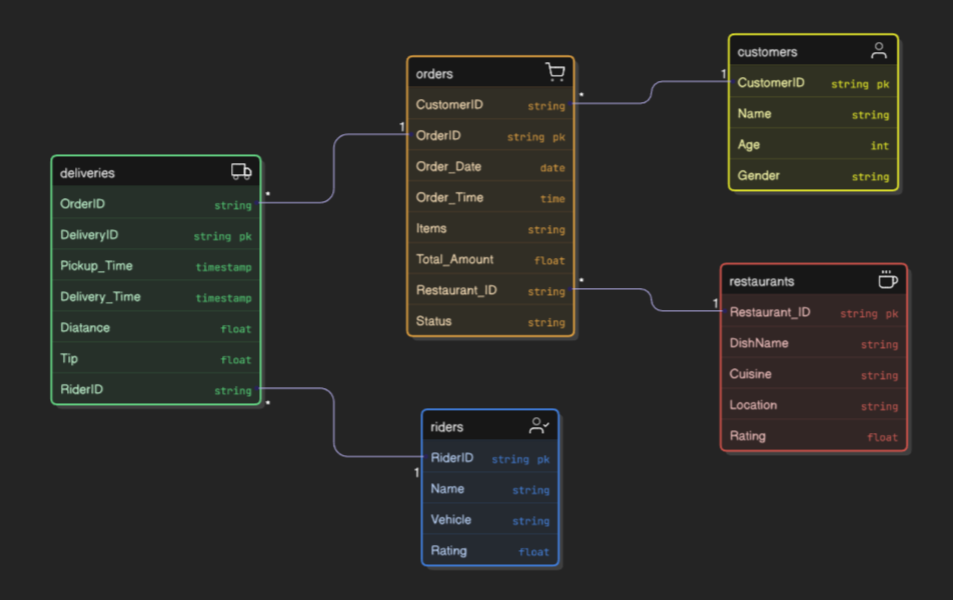 deliveries
OrderID string
DeliveryID string pk
Pickup_Time timestamp
Delivery_Time timestamp
Diatance float
Tip float
RiderID string
*
*
orders
CustomerID string
OrderID string pk
Order_Date date
Order_Time time
Items string
Total_Amount float
Restaurant_ID string
Status string
1
*
*
riders
RiderID string pk
Name string
Vehicle string
Rating float
1
customers
CustomerID string pk
Name string
Age int
Gender string
1
restaurants
Restaurant_ID string pk
DishName string
Cuisine string
Location string
Rating float
1